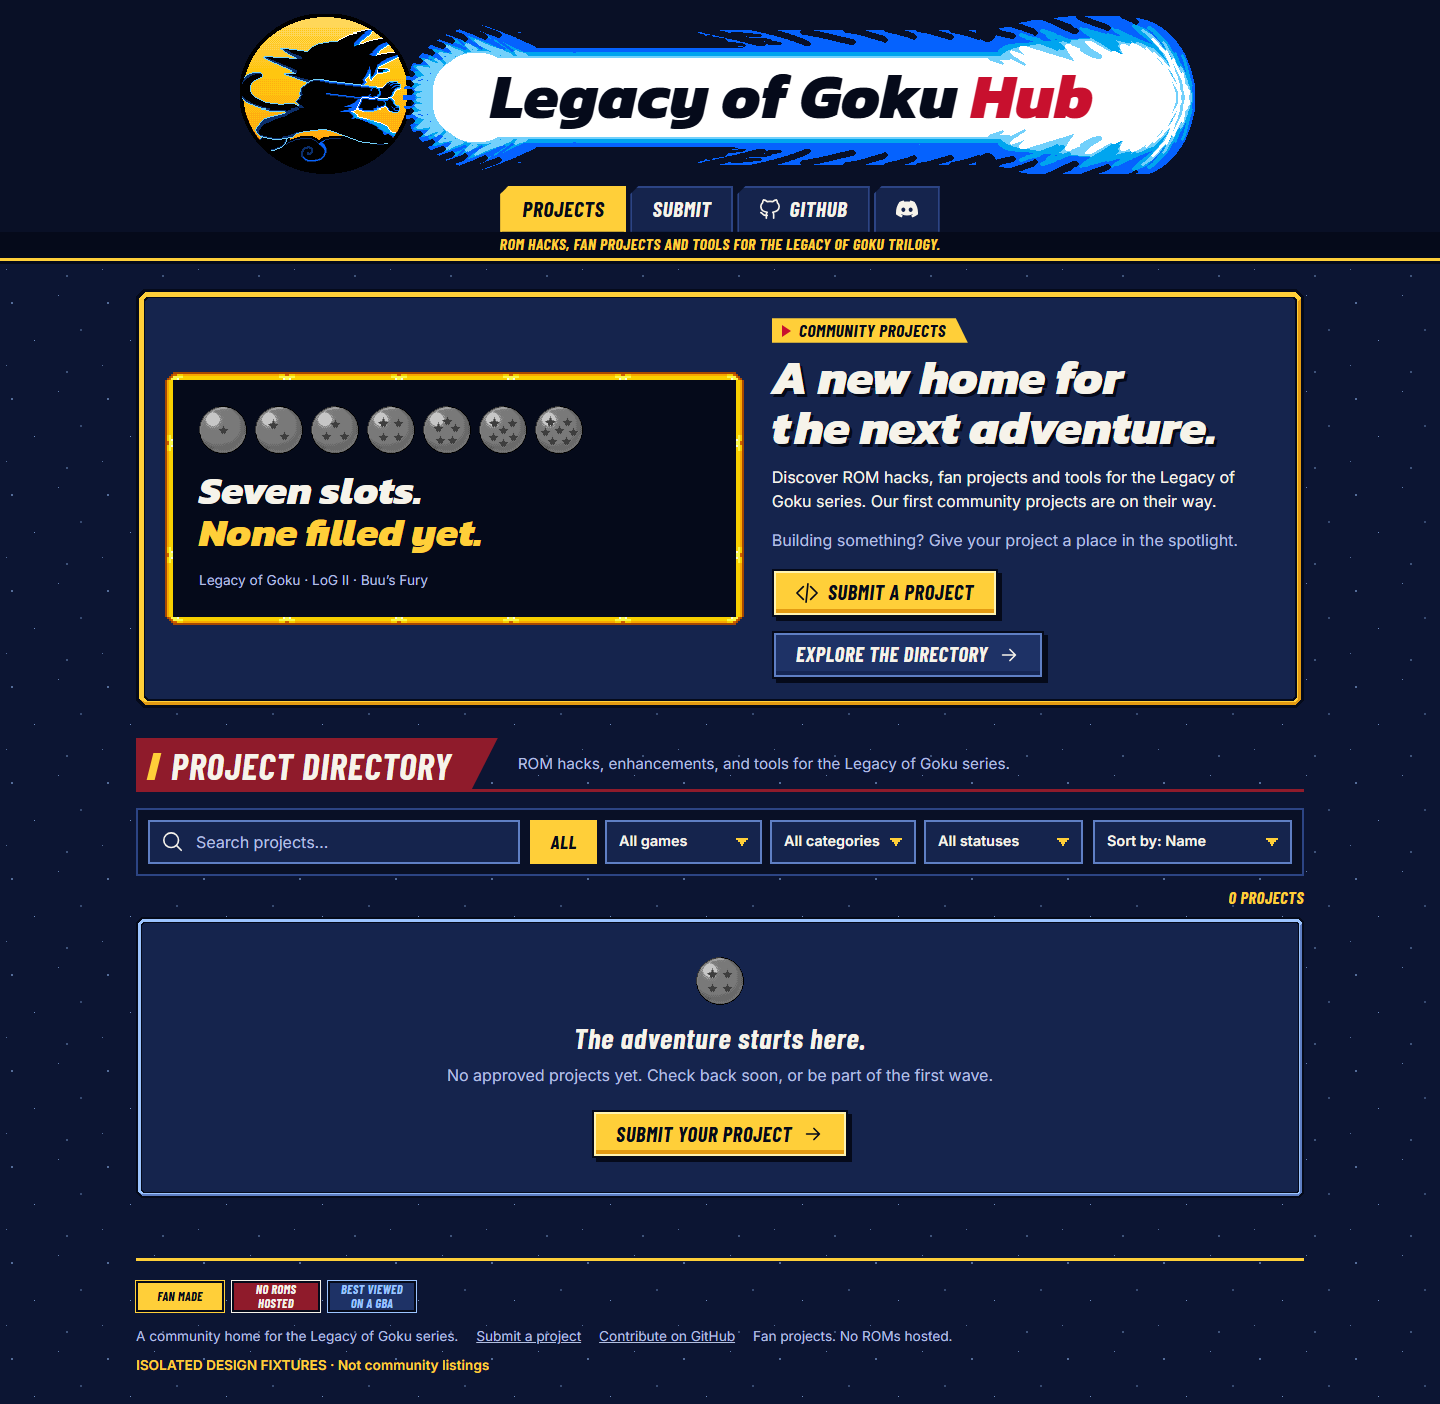 Legacy of Goku Hub
PROJECTS
SUBMIT
GITHUB
ROM HACKS, FAN PROJECTS AND TOOLS FOR THE LEGACY OF GOKU TRILOGY.
Seven slots.
None filled yet.
Legacy of Goku · LoG II · Buu's Fury
COMMUNITY PROJECTS
A new home for
the next adventure.
Discover ROM hacks, fan projects and tools for the Legacy of
Goku series. Our first community projects are on their way.
Building something? Give your project a place in the spotlight.
SUBMIT A PROJECT
EXPLORE THE DIRECTORY
PROJECT DIRECTORY
ROM hacks, enhancements, and tools for the Legacy of Goku series.
Search projects...
ALL
All games
All categories
All statuses
Sort by: Name
0 PROJECTS
The adventure starts here.
No approved projects yet. Check back soon, or be part of the first wave.
SUBMIT YOUR PROJECT
FAN MADE
NO ROMS
HOSTED
BEST VIEWED
ON A GBA
A community home for the Legacy of Goku series.
Submit a project
Contribute on GitHub
Fan projects. No ROMs hosted.
ISOLATED DESIGN FIXTURES · Not community listings